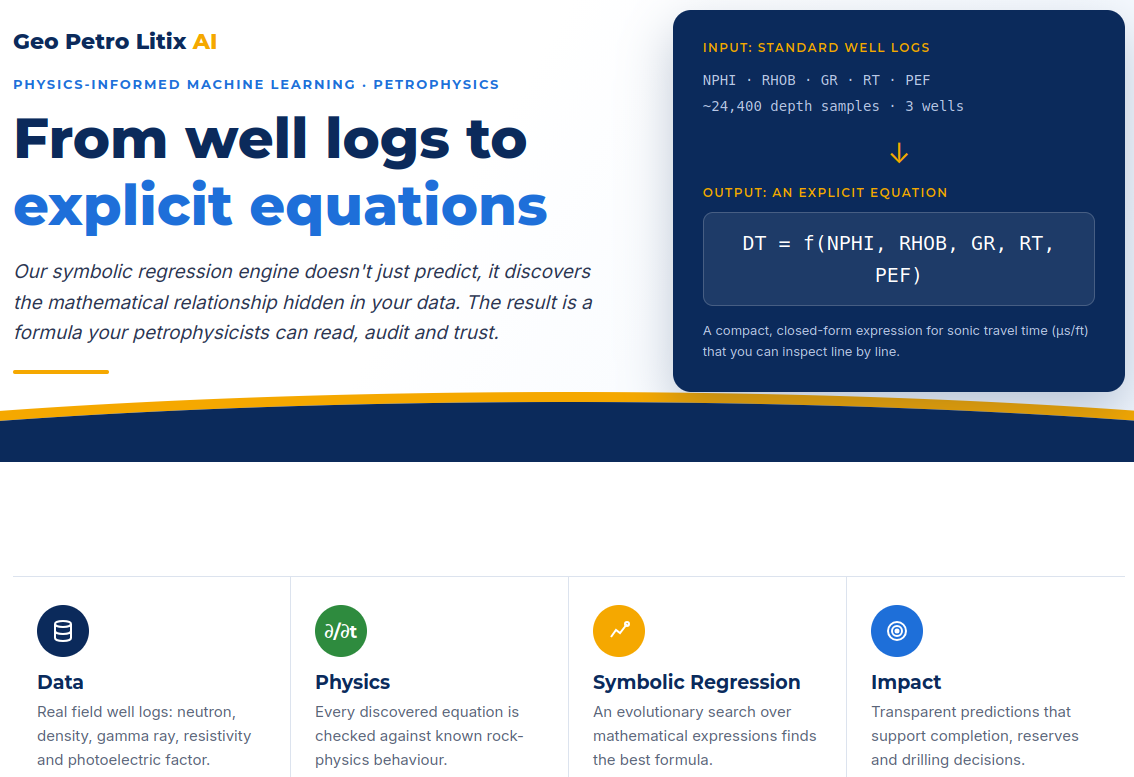 Geo Petro Litix AI
PHYSICS-INFORMED MACHINE LEARNING · PETROPHYSICS
From well logs to
explicit equations
Our symbolic regression engine doesn't just predict, it discovers
the mathematical relationship hidden in your data. The result is a
formula your petrophysicists can read, audit and trust.
INPUT: STANDARD WELL LOGS
NPHI · RHOB · GR · RT · PEF
~24,400 depth samples · 3 wells
↓
OUTPUT: AN EXPLICIT EQUATION
DT = f(NPHI, RHOB, GR, RT,
PEF)
A compact, closed-form expression for sonic travel time (µs/ft)
that you can inspect line by line.
Data
Real field well logs: neutron,
density, gamma ray, resistivity
and photoelectric factor.
∂/∂t
Physics
Every discovered equation is
checked against known rock-
physics behaviour.
Symbolic Regression
An evolutionary search over
mathematical expressions finds
the best formula.
Impact
Transparent predictions that
support completion, reserves
and drilling decisions.